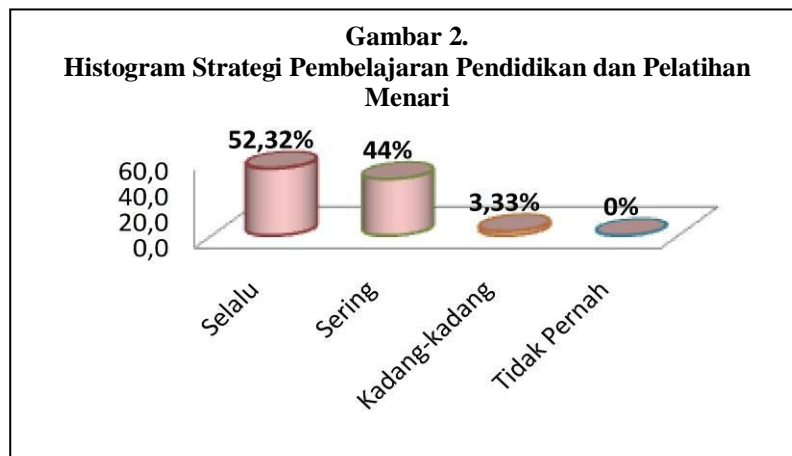 Gambar 2.
Histogram Strategi Pembelajaran Pendidikan dan Pelatihan
Menari
52,32%
44%
3,33%
0%
60,0
40,0
20,0
0,0
Selalu
Sering
Kadang-kadang
Tidak Pernah